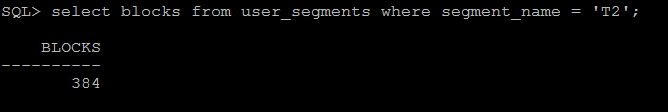 SQL> select blocks from user_segments where segment_name = 'T2';
BLOCKS
----------
384